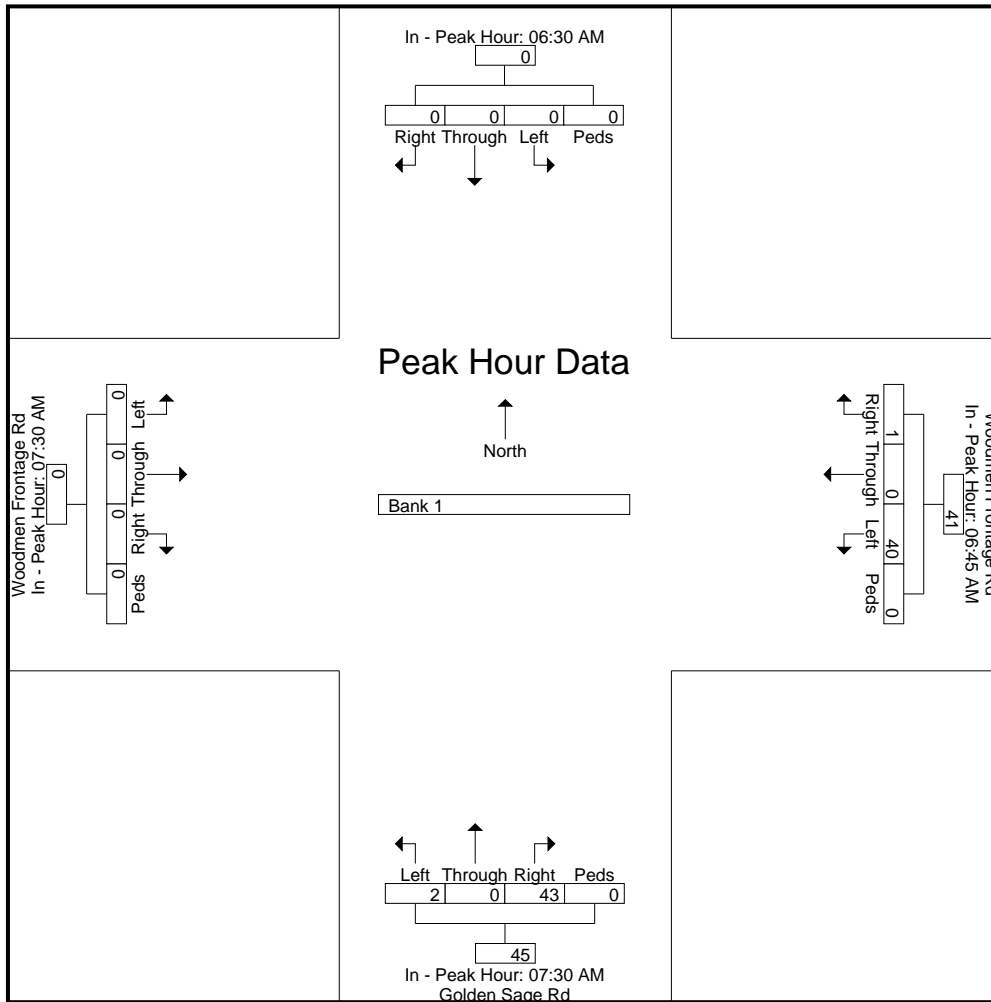 In - Peak Hour: 06:30 AM
0
0 0 0 0
Right Through Left Peds
Peak Hour Data
North
Bank 1
Woodmen Frontage Rd
In - Peak Hour: 07:30 AM
0
0 0 0 0
Left Through Right Peds
Woodmen Frontage Rd
In - Peak Hour: 06:45 AM
41
1 0 40 0
Right Through Left Peds
Left Through Right Peds
2 0 43 0
45
In - Peak Hour: 07:30 AM
Golden Sage Rd